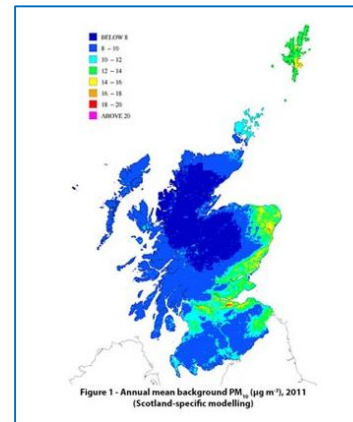 BELOW 8
8 – 10
10 – 12
12 – 14
14 – 16
16 – 18
18 – 20
ABOVE 20
Figure 1 - Annual mean background PM₁₀ (µg m⁻³), 2011
(Scotland-specific modelling)